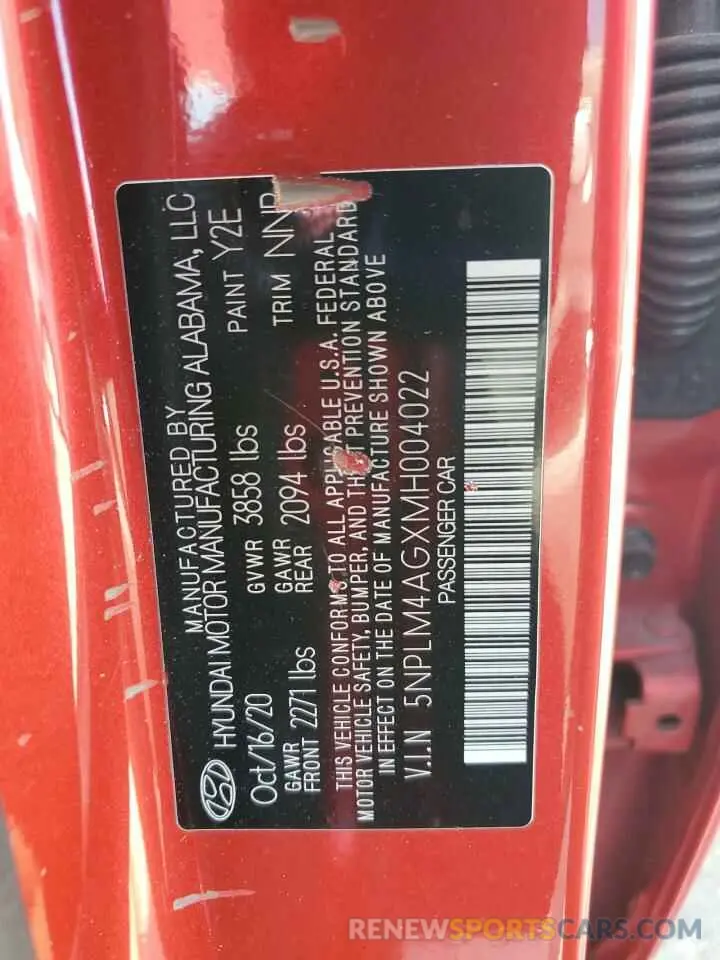 MANUFACTURED BY
HYUNDAI MOTOR MANUFACTURING ALABAMA, LLC
Oct/16/20 GVWR 3858 lbs PAINT Y2E
GAWR FRONT 2271 lbs GAWR REAR 2094 lbs TRIM NNB
THIS VEHICLE CONFORMS TO ALL APPLICABLE U.S.A. FEDERAL
MOTOR VEHICLE SAFETY, BUMPER, AND THEFT PREVENTION STANDARD
IN EFFECT ON THE DATE OF MANUFACTURE SHOWN ABOVE
V.I.N 5NPLM4AGXMH004022
PASSENGER CAR
RENEWSPORTSCARS.COM